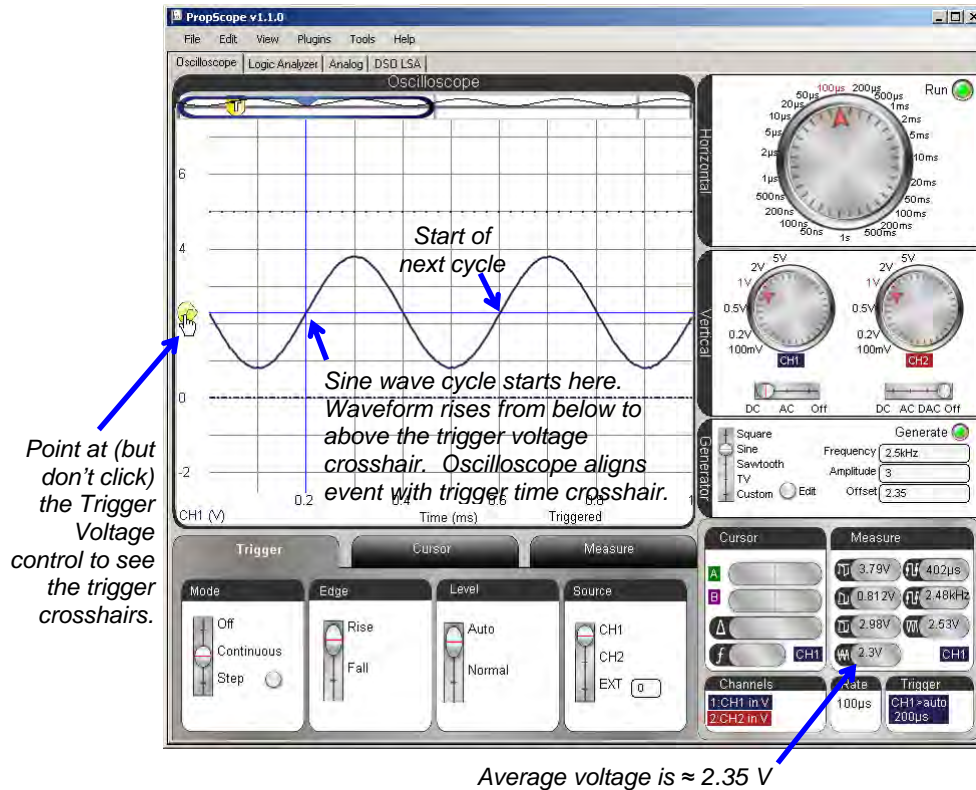 PropScope v1.1.0
File Edit View Plugins Tools Help
Oscilloscope Logic Analyzer Analog DSO LSA
Oscilloscope
T
6
4
0
-2
Start of
next cycle
Sine wave cycle starts here.
Waveform rises from below to
above the trigger voltage
crosshair. Oscilloscope aligns
event with trigger time crosshair.
0.2 0.4 0.6 0.8 1
CH1 (V) Time (ms) Triggered
Point at (but
don't click)
the Trigger
Voltage
control to see
the trigger
crosshairs.
Horizontal
Run
100µs 200µs
50µs 500µs
20µs 1ms
10µs 2ms
5µs 5ms
2µs 10ms
1µs 20ms
500ns 50ms
200ns 100ms
100ns 200ms
50ns 1s 500ms
Vertical
5V 5V
2V 2V
1V 1V
0.5V 0.5V
0.2V 0.2V
100mV 100mV
CH1 CH2
DC AC Off DC AC DAC Off
Generator
Square Generate
Sine Frequency 2.5kHz
Sawtooth Amplitude 3
TV Offset 2.35
Custom Edit
Trigger Cursor Measure
Mode
Off
Continuous
Step
Edge
Rise
Fall
Level
Auto
Normal
Source
CH1
CH2
EXT 0
Cursor
A
B
Δ
f CH1
Measure
3.79V 402µs
0.812V 2.48kHz
2.98V 2.53V
2.3V CH1
Channels
1:CH1 in V
2:CH2 in V
Rate
100µs
Trigger
CH1>auto
200µs
Average voltage is ≈ 2.35 V